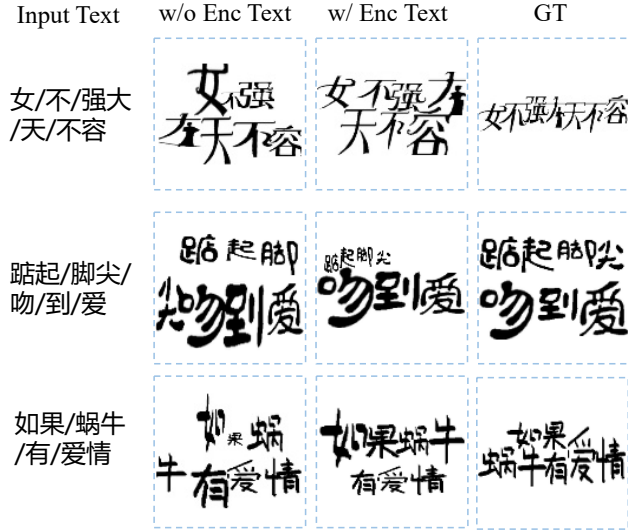 Input Text
w/o Enc Text
w/ Enc Text
GT
女/不/强大
/天/不容
女不强
大天不容
女不强大
天不容
女不强大天不容
踮起/脚尖/
吻/到/爱
踮起脚
尖吻到爱
踮起脚尖
吻到爱
踮起脚尖
吻到爱
如果/蜗牛
/有/爱情
如果蜗
牛有爱情
如果蜗牛
有爱情
如果
蜗牛有爱情